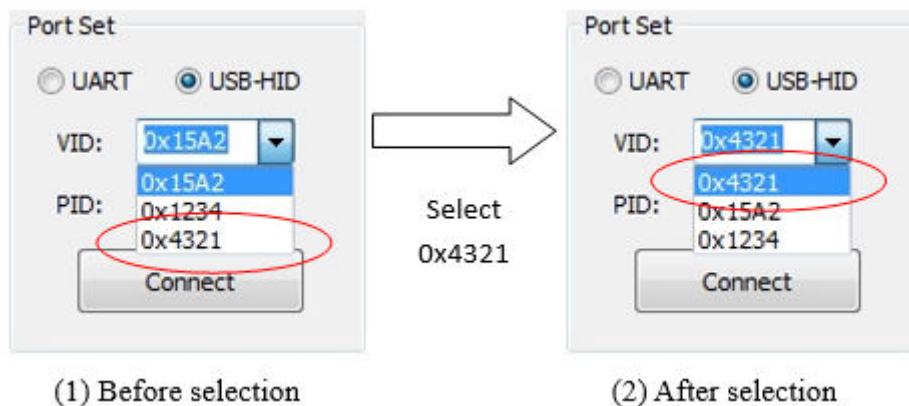 Port Set
UART USB-HID
VID: 0x15A2
0x15A2
PID: 0x1234
0x4321
Connect
(1) Before selection
Select
0x4321
Port Set
UART USB-HID
VID: 0x4321
0x4321
PID: 0x15A2
0x1234
Connect
(2) After selection